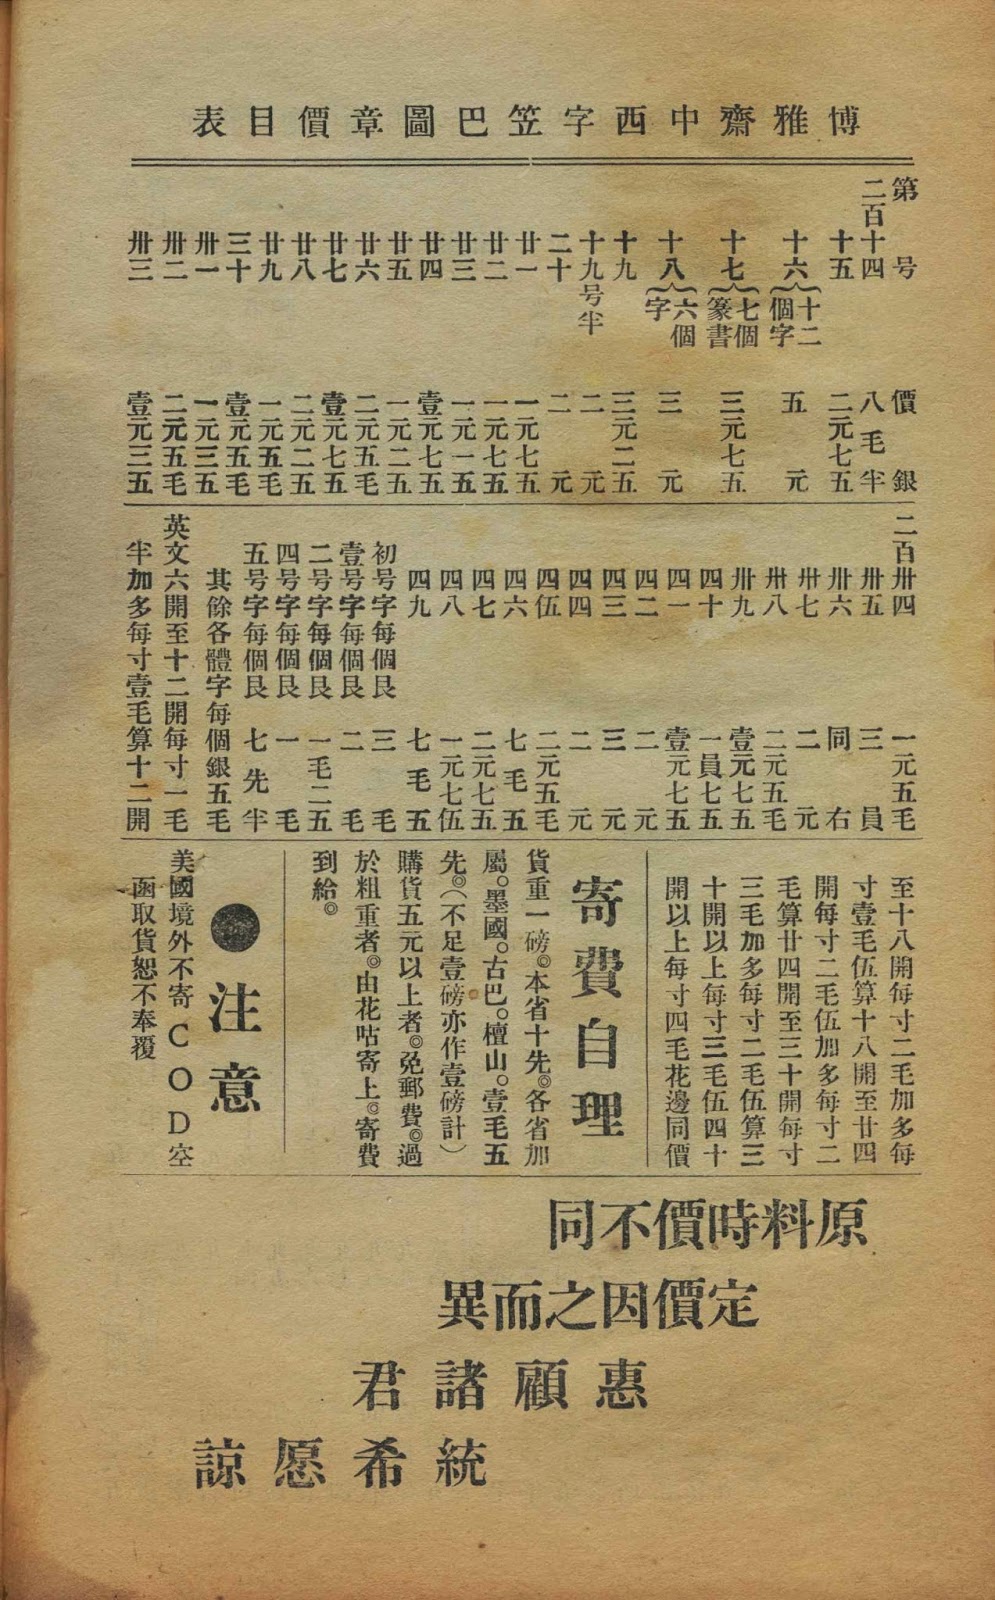 博雅齋中西字笠巴圖章價目表
第号 價銀
二百十四 八毛半
十五 二元七五
十六{十二個字 五元
十七{七個篆書 三元七五
十八{六個字 三元
十九 三元二五
十九号半 二元
二十 二元
廿一 一元七五
廿二 一元七五
廿三 一元一五
廿四 壹元七五
廿五 一元二五
廿六 二元五毛
廿七 壹元七五
廿八 二元二五
廿九 一元五毛
三十 壹元五毛
卅一 一元三五
卅二 二元五毛
卅三 壹元三五
二百卅四 一元五毛
卅五 三員
卅六 同右
卅七 二元
卅八 二元五毛
卅九 壹元七五
四十 一員七五
四一 壹元七五
四二 二元
四三 三元
四四 二元
四伍 二元五毛
四六 七毛五
四七 二元七五
四八 一元七伍
四九 七毛五
初号字每個艮 三毛
壹号字每個艮 二毛
二号字每個艮 一毛二五
四号字每個艮 一毛
五号字每個艮 七先半
其餘各體字每個銀五毛
英文六開至十二開每寸一毛
半加多每寸壹毛算十二開
至十八開每寸二毛加多每
寸壹毛伍算十八開至廿四
開每寸二毛伍加多每寸二
毛算廿四開至三十開每寸
三毛加多每寸二毛伍算三
十開以上每寸三毛伍四十
開以上每寸四毛花邊同價
寄費自理
貨重一磅。本省十先。各省加
屬。墨國。古巴。檀山。壹毛五
先。（不足壹磅亦作壹磅計）
購貨五元以上者。免郵費。過
於粗重者。由花咕寄上。寄費
到給。
●注意
美國境外不寄COD空
函取貨恕不奉覆
原料時價不同
定價因之而異
惠顧諸君
統希愿諒